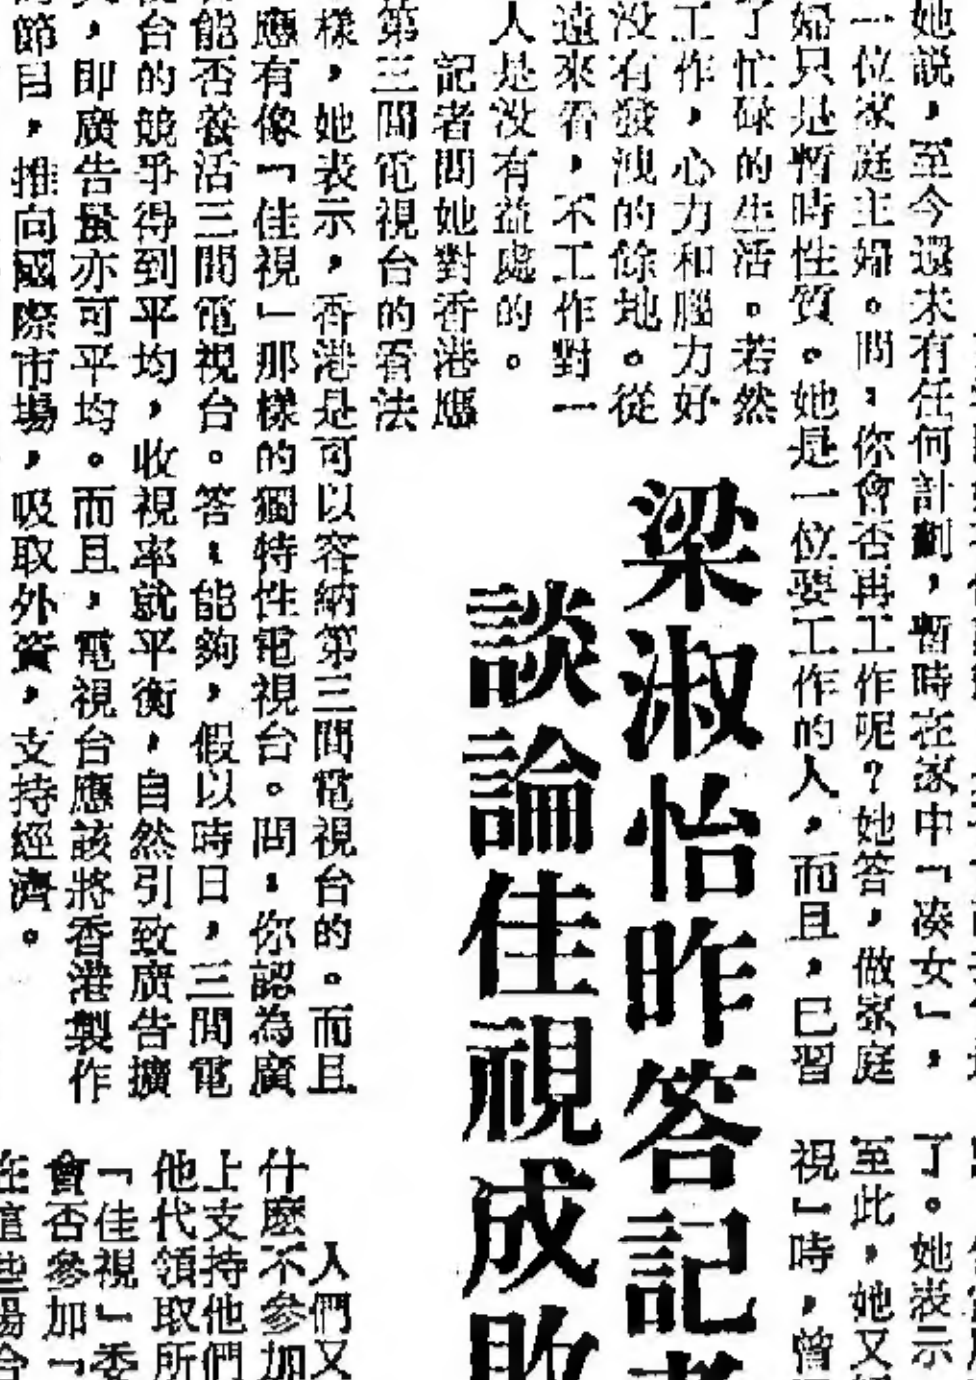 她説，至今還未有任何計劃，暫時在家中「凑女」，
一位家庭主婦。問：你會否再工作呢？她答，做家庭
婦只是暫時性質。她是一位要工作的人，而且，已習
了忙碌的生活。若然
工作，心力和腦力好
没有發洩的餘地。從
遠來看，不工作對一
人是没有益處的。
記者問她對香港應
第三間電視台的看法
樣，她表示，香港是可以容納第三間電視台的。而且
應有像「佳視」那樣的獨特性電視台。問：你認為廣
能否養活三間電視台。答：能夠，假以時日，三間電
台的競爭得到平均，收視率就平衡，自然引致廣告擴
，即廣告量亦可平均。而且，電視台應該將香港製作
節目，推向國際市場，吸取外資，支持經濟。
梁淑怡昨答記者
談論佳視成敗
了。她表示
至此，她又
視」時，曾
人們又
什麽不參加
上支持他們
他代領取所
「佳視」委
會否參加「
在這些場合